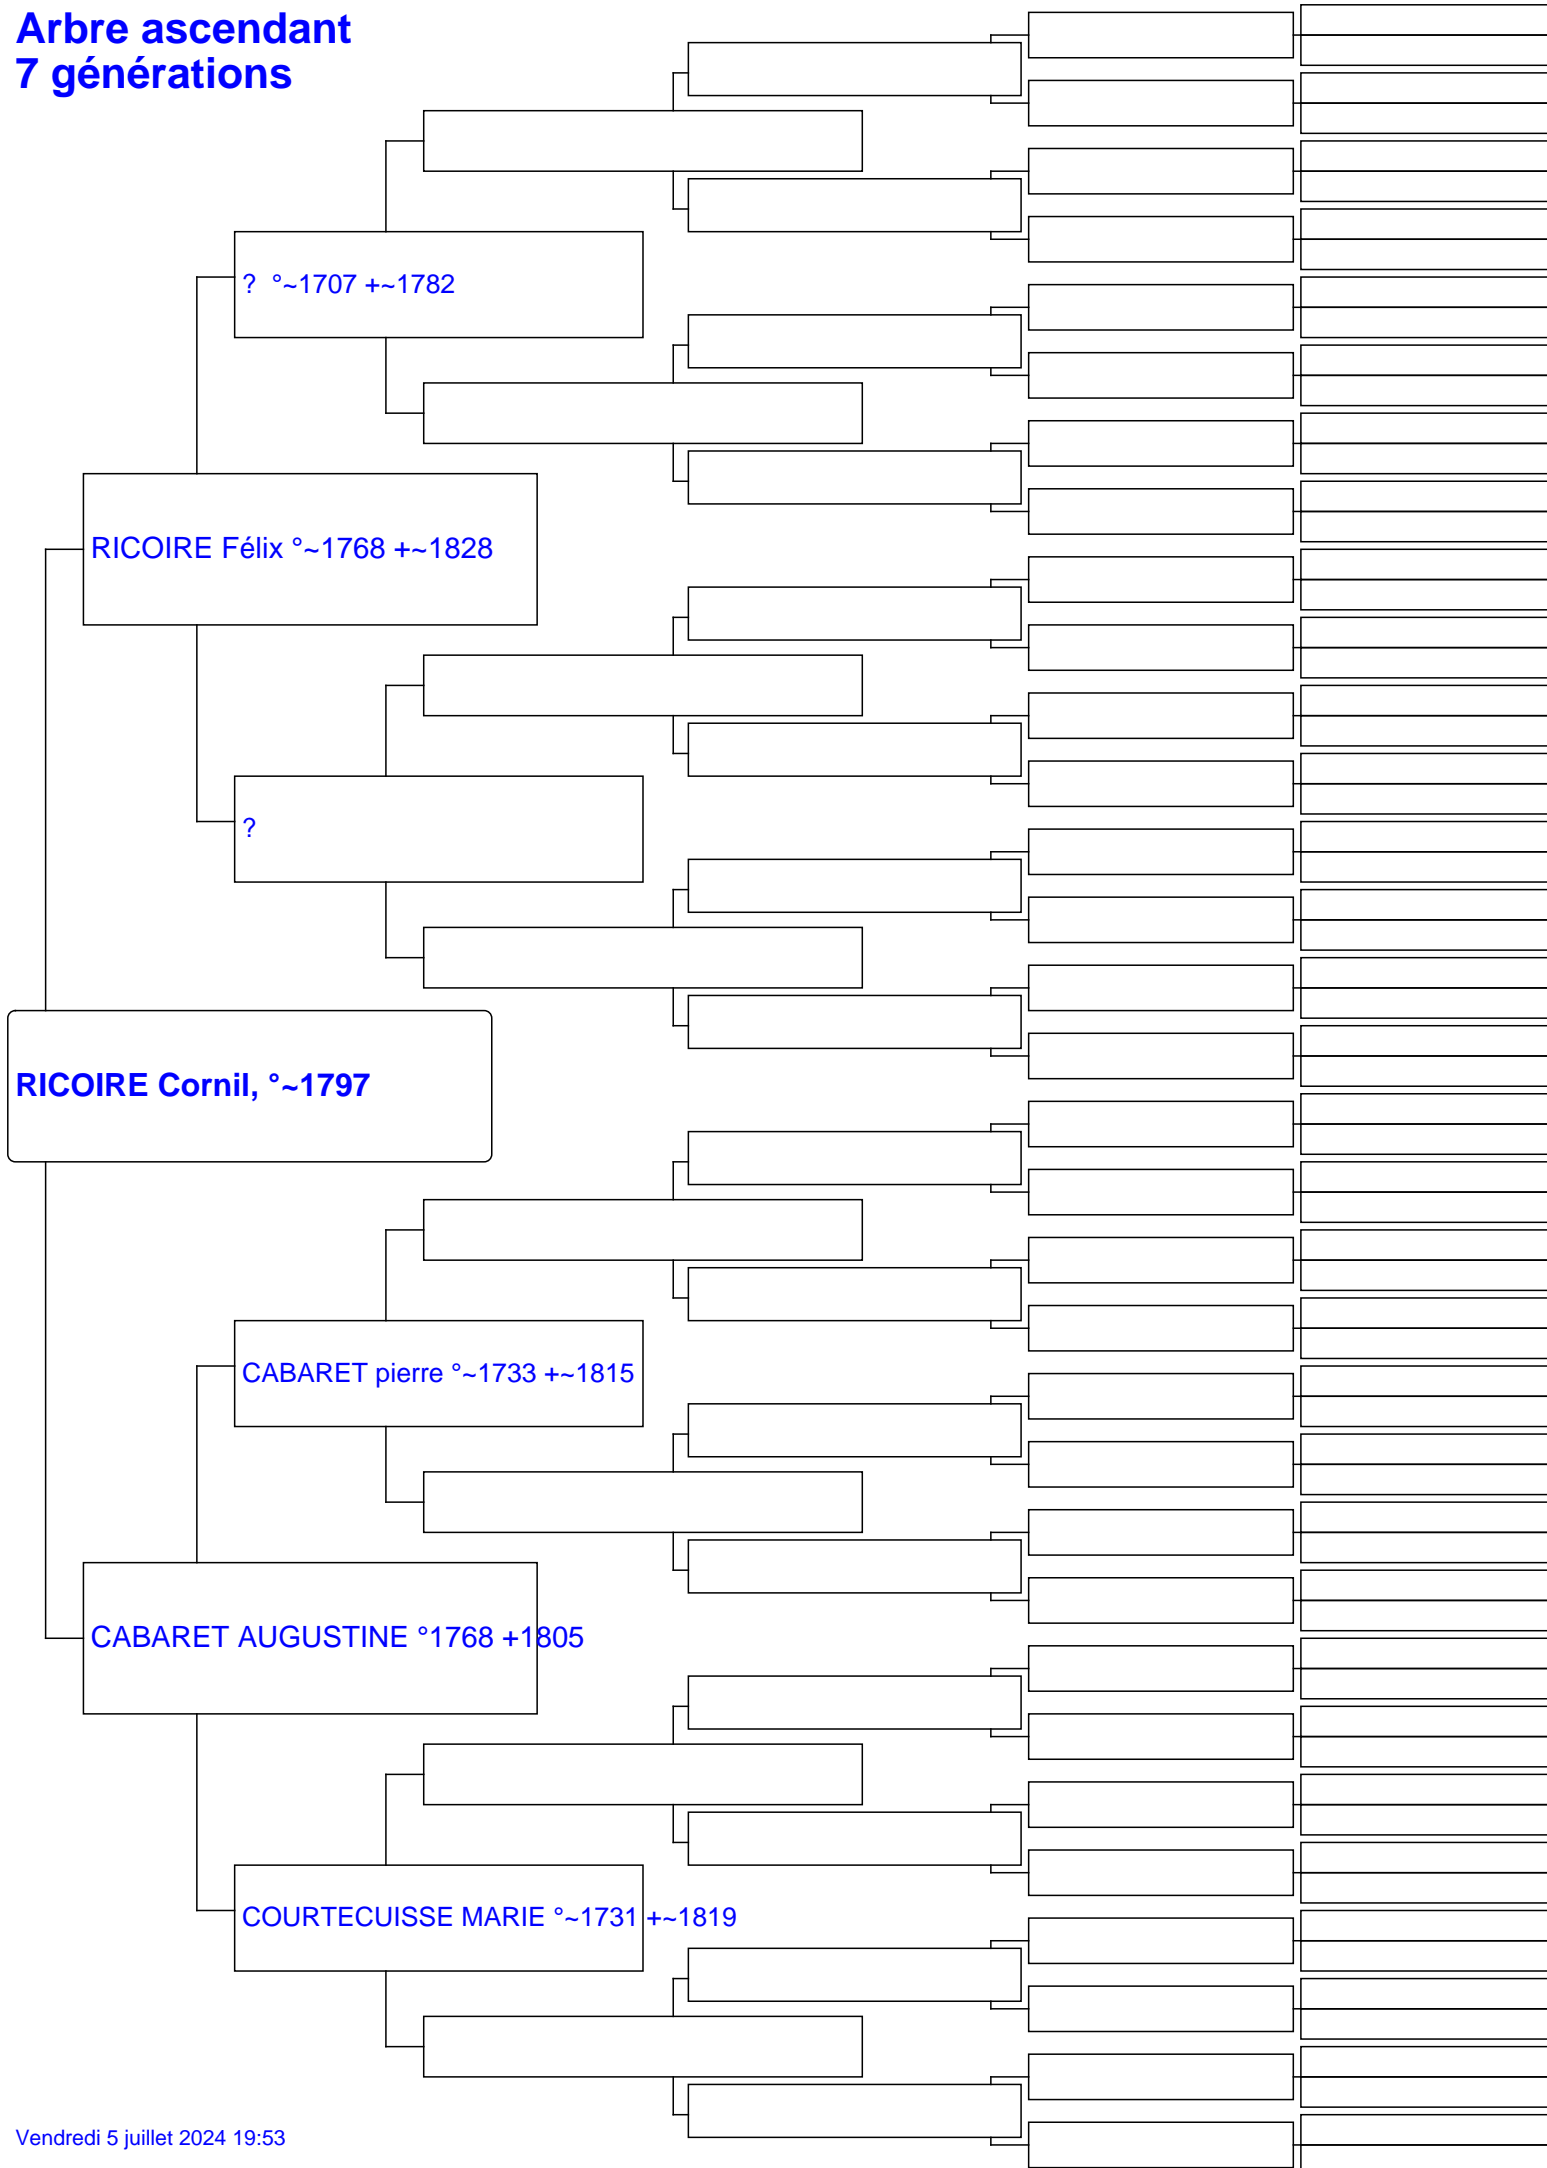 Arbre ascendant
7 générations
? °~1707 +~1782
RICOIRE Félix °~1768 +~1828
?
RICOIRE Cornil, °~1797
CABARET pierre °~1733 +~1815
CABARET AUGUSTINE °1768 +1805
COURTECUISSE MARIE °~1731 +~1819
Vendredi 5 juillet 2024 19:53